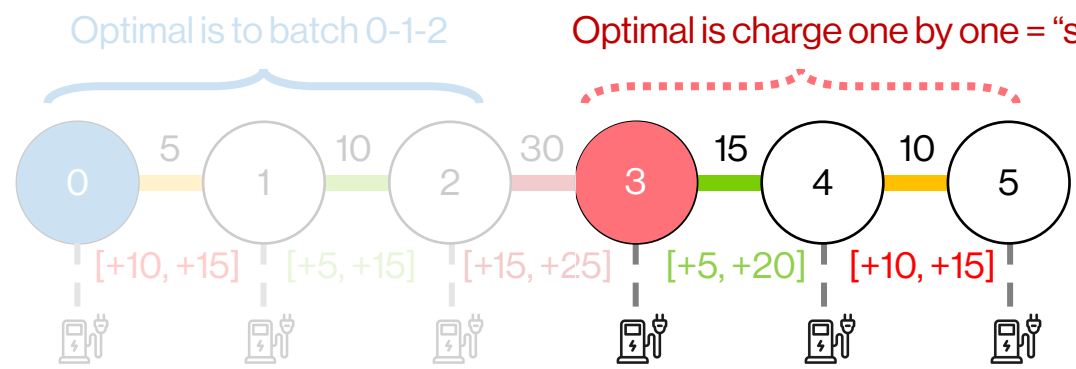 Optimal is to batch 0-1-2
Optimal is charge one by one = “s
5 10 30 15 10
0 1 2 3 4 5
[+10, +15] [+5, +15] [+15, +25] [+5, +20] [+10, +15]